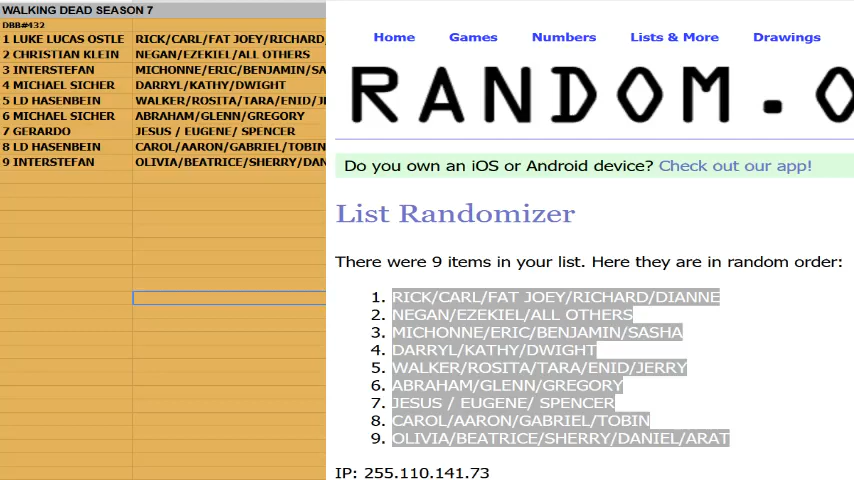 WALKING DEAD SEASON 7
DBB#432
1 LUKE LUCAS OSTLE RICK/CARL/FAT JOEY/RICHARD/
2 CHRISTIAN KLEIN NEGAN/EZEKIEL/ALL OTHERS
3 INTERSTEFAN MICHONNE/ERIC/BENJAMIN/SA
4 MICHAEL SICHER DARRYL/KATHY/DWIGHT
5 LD HASENBEIN WALKER/ROSITA/TARA/ENID/JE
6 MICHAEL SICHER ABRAHAM/GLENN/GREGORY
7 GERARDO JESUS / EUGENE/ SPENCER
8 LD HASENBEIN CAROL/AARON/GABRIEL/TOBIN
9 INTERSTEFAN OLIVIA/BEATRICE/SHERRY/DAN
Home Games Numbers Lists & More Drawings
RANDOM.O
Do you own an iOS or Android device? Check out our app!
List Randomizer
There were 9 items in your list. Here they are in random order:
1. RICK/CARL/FAT JOEY/RICHARD/DIANNE
2. NEGAN/EZEKIEL/ALL OTHERS
3. MICHONNE/ERIC/BENJAMIN/SASHA
4. DARRYL/KATHY/DWIGHT
5. WALKER/ROSITA/TARA/ENID/JERRY
6. ABRAHAM/GLENN/GREGORY
7. JESUS / EUGENE/ SPENCER
8. CAROL/AARON/GABRIEL/TOBIN
9. OLIVIA/BEATRICE/SHERRY/DANIEL/ARAT
IP: 255.110.141.73